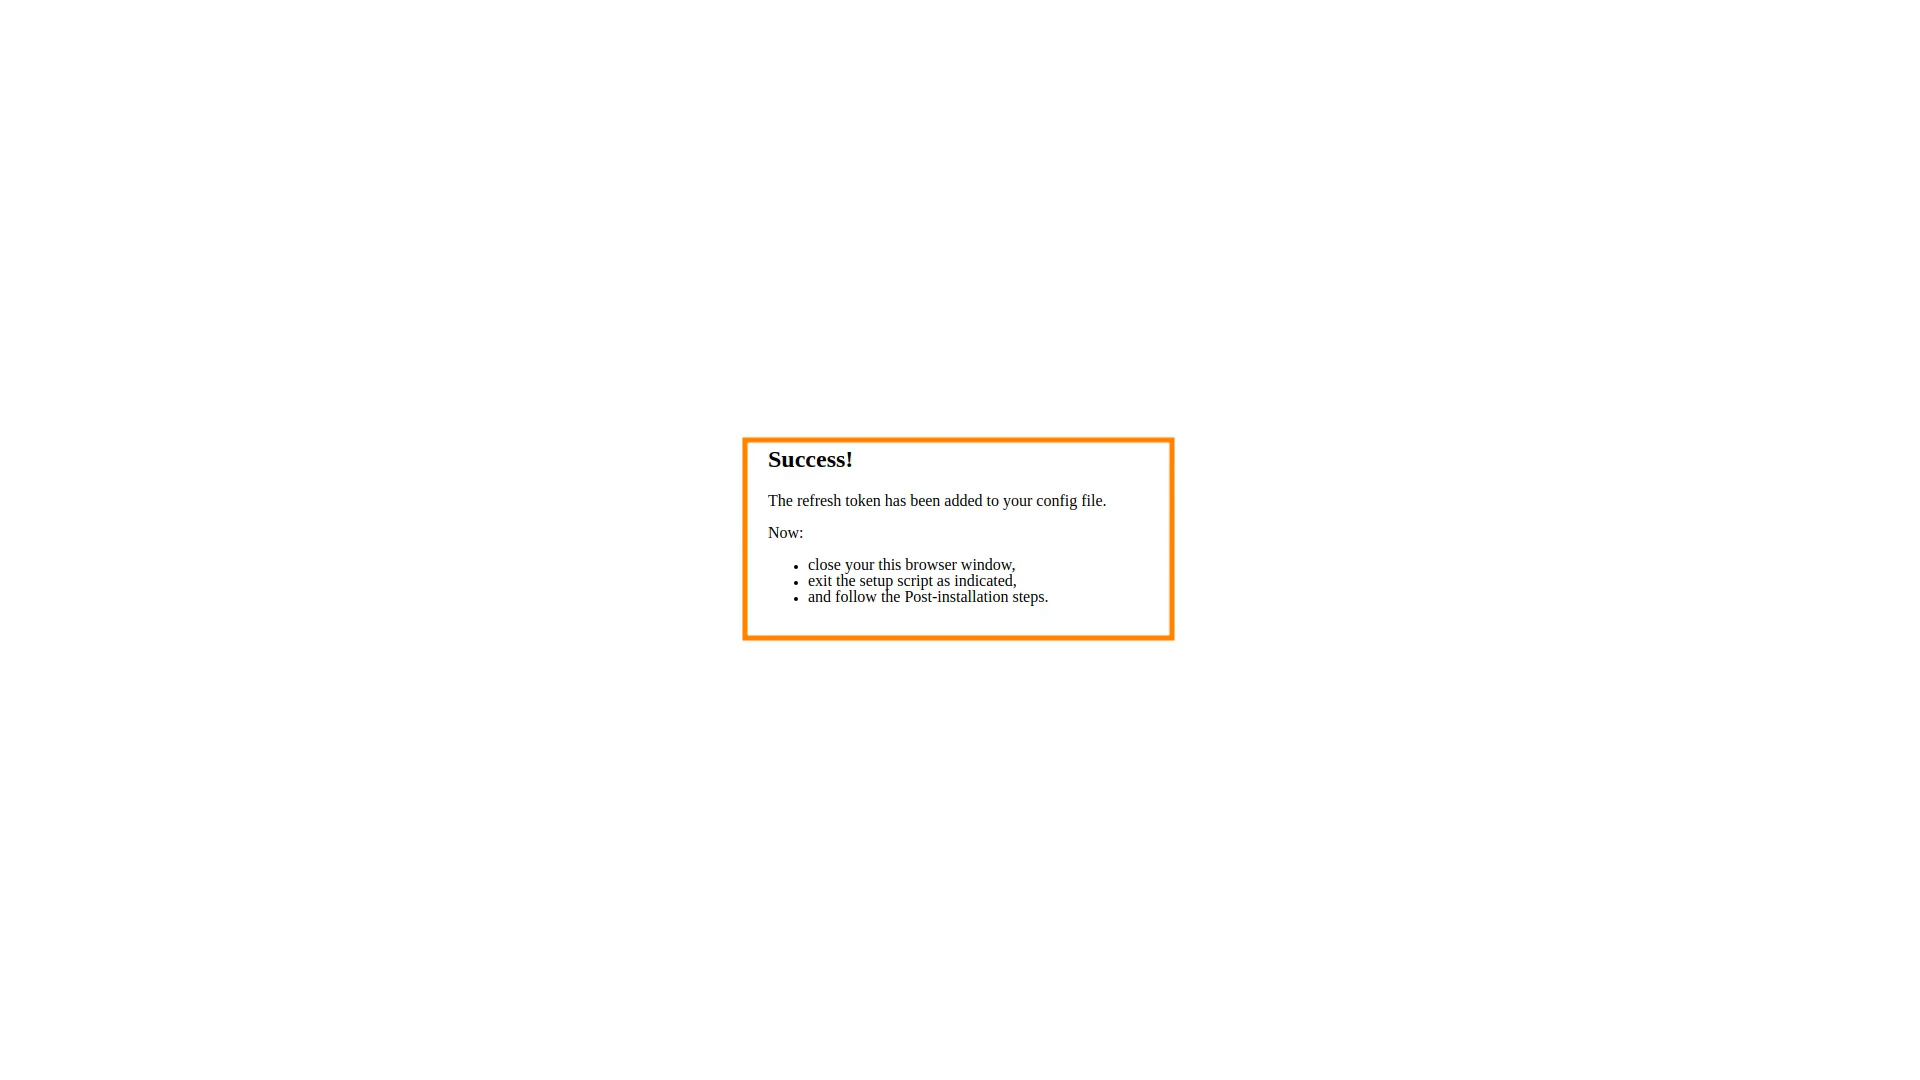 Success!
The refresh token has been added to your config file.
Now:
close your this browser window,
exit the setup script as indicated,
and follow the Post-installation steps.